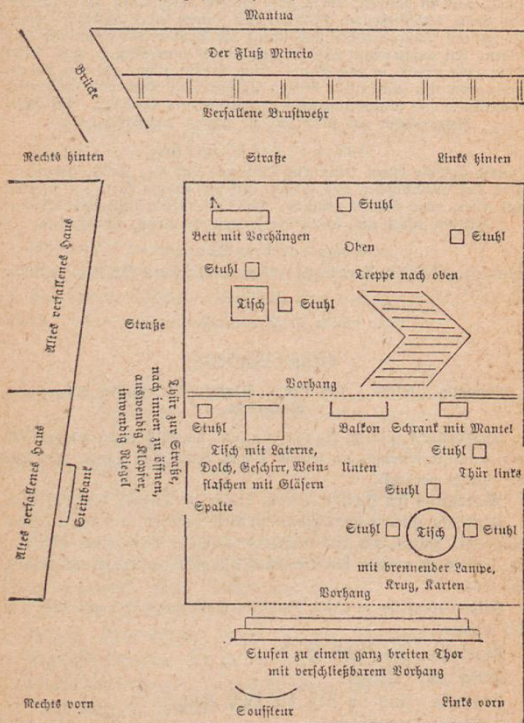 Mantua
Der Fluß Mincio
Brücke
Verfallene Brustwehr
Rechts hinten
Straße
Links hinten
Altes verfallenes Haus
Stuhl
Bett mit Vorhängen
Oben
Stuhl
Stuhl
Treppe nach oben
Tisch
Stuhl
Straße
Vorhang
Thür zur Straße,
nach innen zu öffnen,
auswendig Klopfer,
inwendig Riegel
Stuhl
Balkon
Schrank mit Mantel
Tisch mit Laterne,
Dolch, Geschirr, Wein-
flaschen mit Gläsern
Unten
Stuhl
Thür links
Stuhl
Altes verfallenes Haus
Steinbank
Spalte
Stuhl
Tisch
Stuhl
mit brennender Lampe,
Krug, Karten
Vorhang
Stufen zu einem ganz breiten Thor
mit verschließbarem Vorhang
Rechts vorn
Souffleur
Links vorn